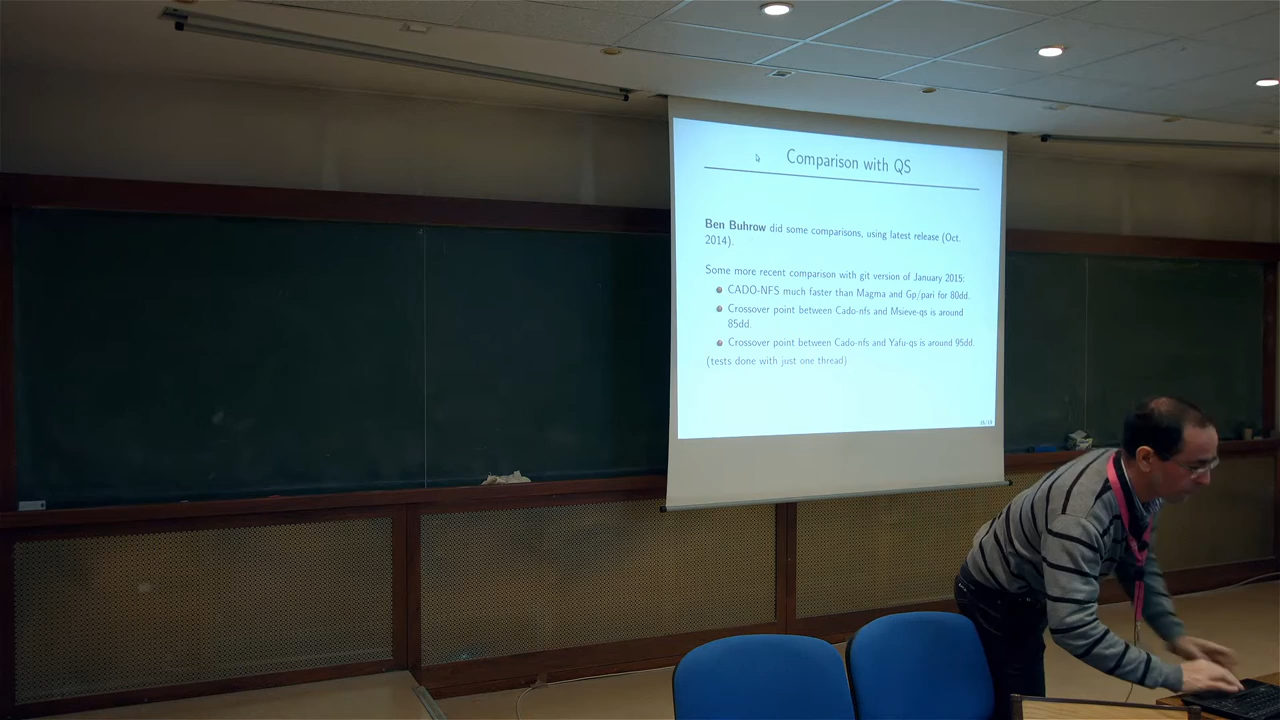 Comparison with QS
Ben Buhrow did some comparisons, using latest release (Oct.
2014).
Some more recent comparison with git version of January 2015:
CADO-NFS much faster than Magma and Gp/pari for 80dd.
Crossover point between Cado-nfs and Msieve-qs is around
85dd.
Crossover point between Cado-nfs and Yafu-qs is around 95dd.
(tests done with just one thread)